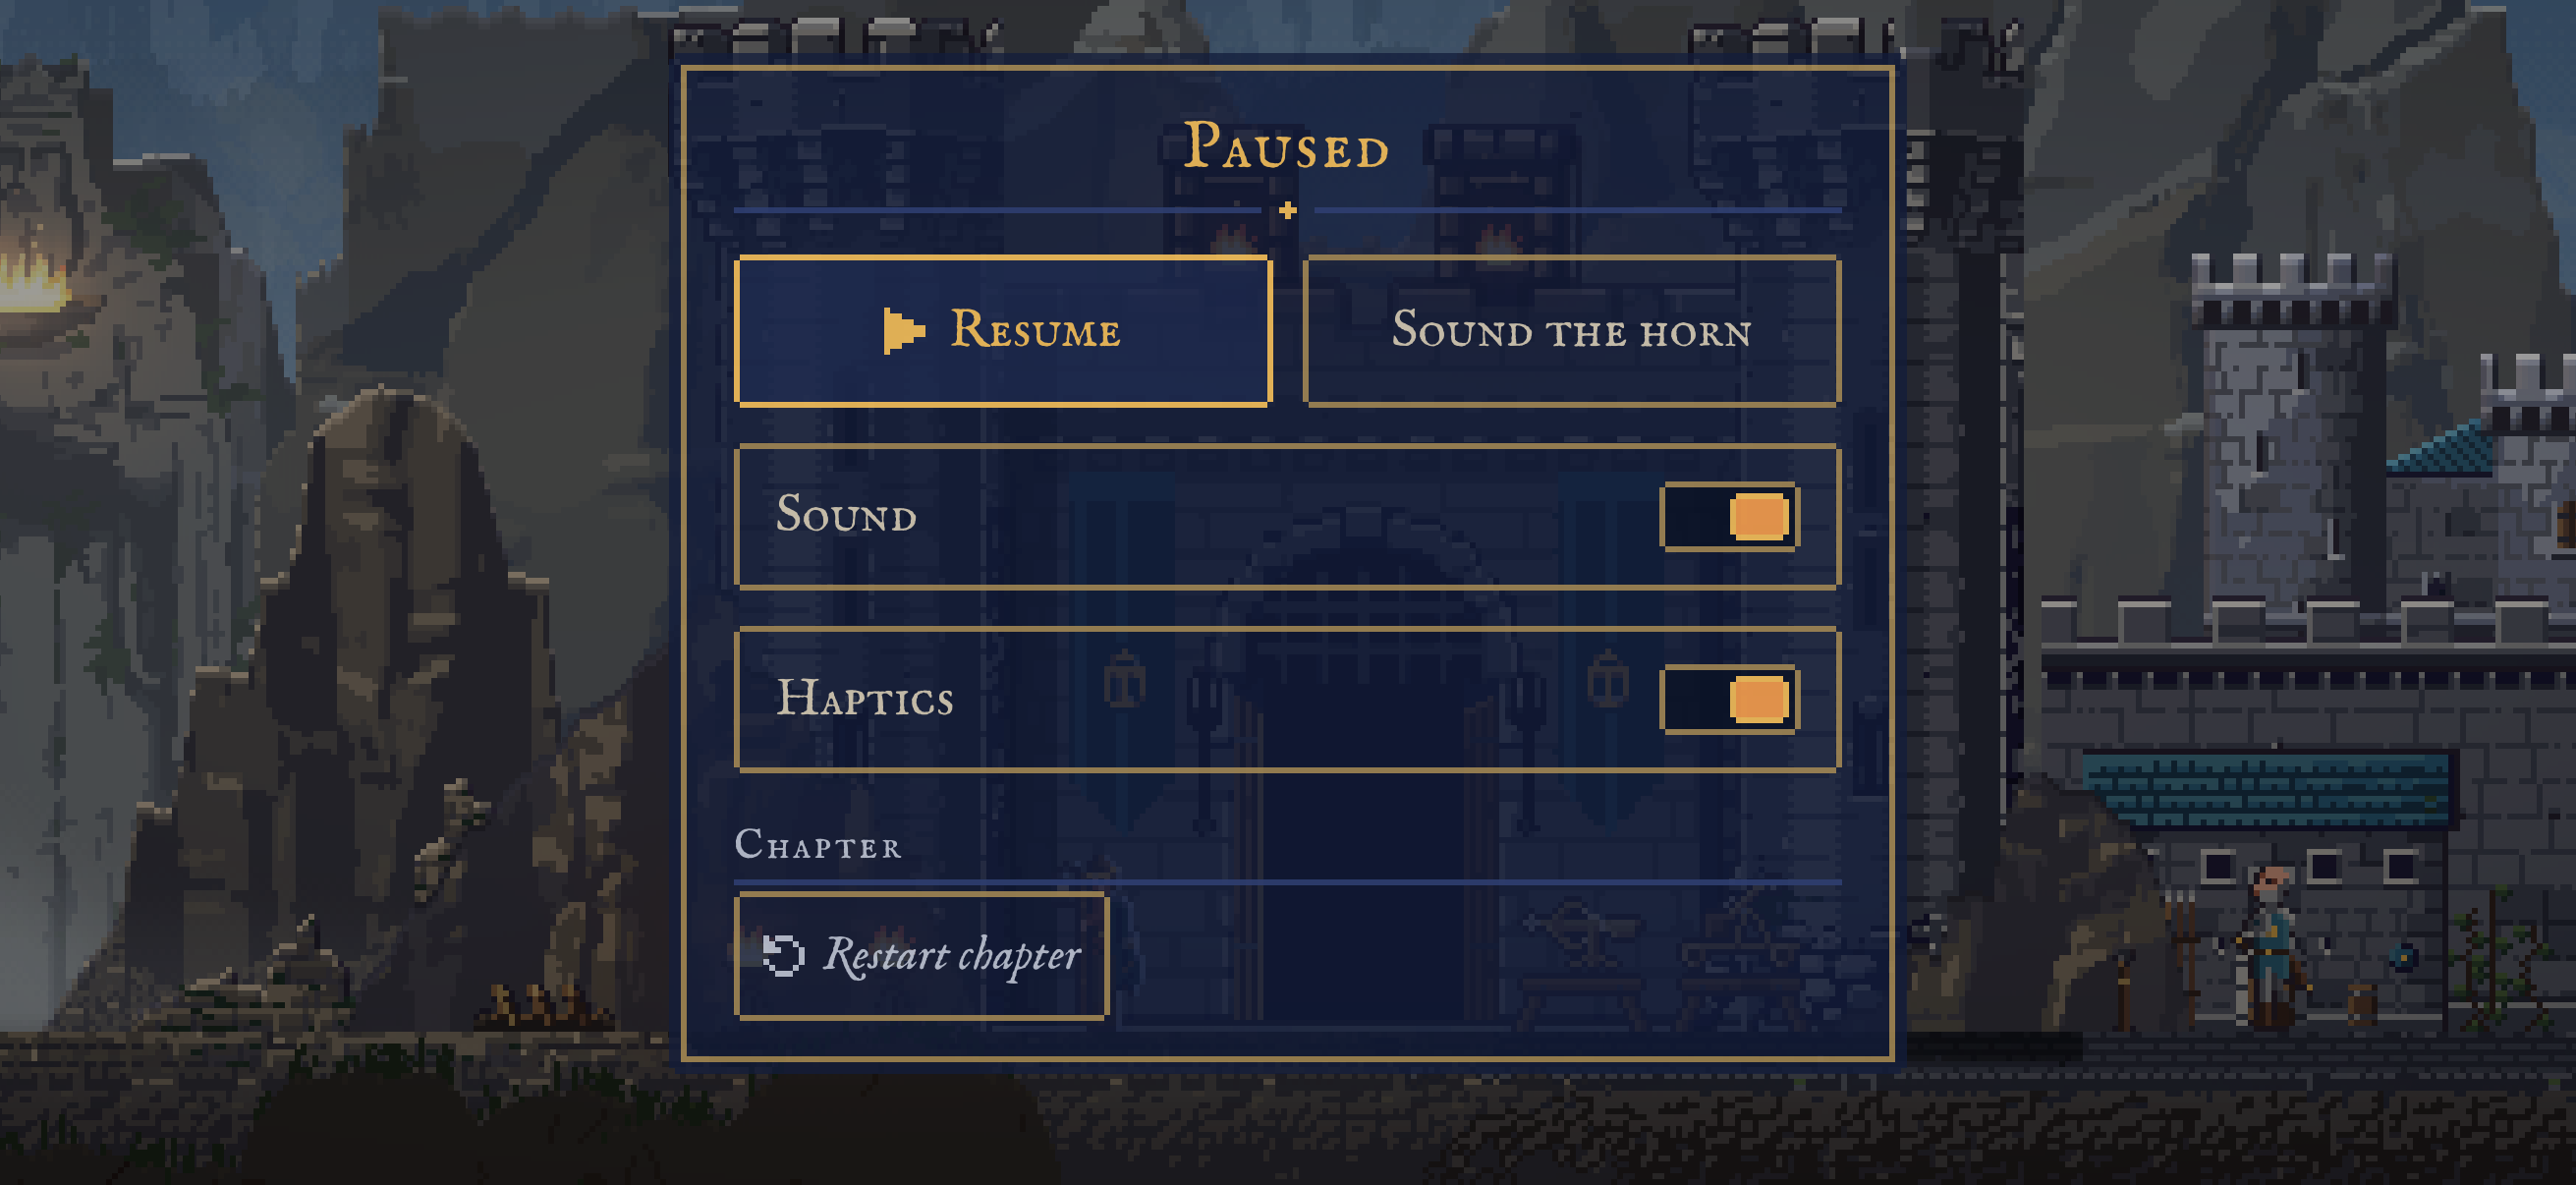 Paused
Resume
Sound the horn
Sound
Haptics
Chapter
Restart chapter